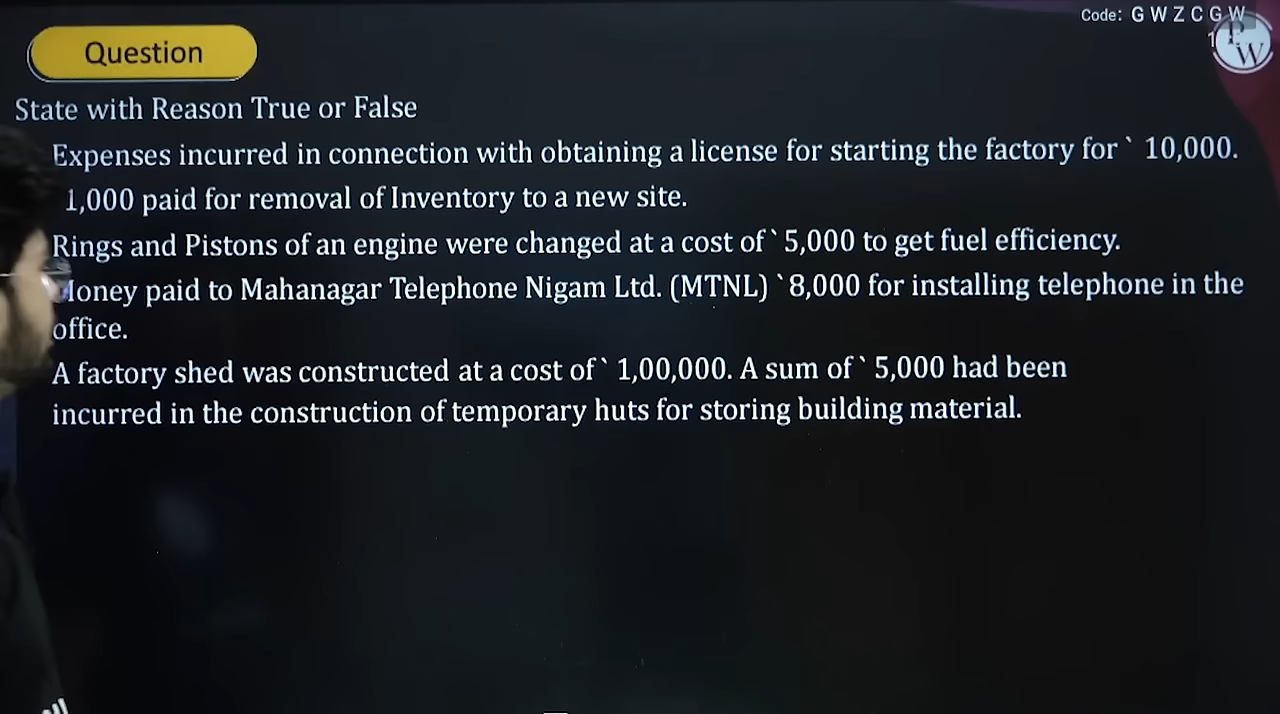 Code: G W Z C G W
1
P
W
Question
State with Reason True or False
Expenses incurred in connection with obtaining a license for starting the factory for ` 10,000.
1,000 paid for removal of Inventory to a new site.
Rings and Pistons of an engine were changed at a cost of ` 5,000 to get fuel efficiency.
Money paid to Mahanagar Telephone Nigam Ltd. (MTNL) ` 8,000 for installing telephone in the
office.
A factory shed was constructed at a cost of ` 1,00,000. A sum of ` 5,000 had been
incurred in the construction of temporary huts for storing building material.